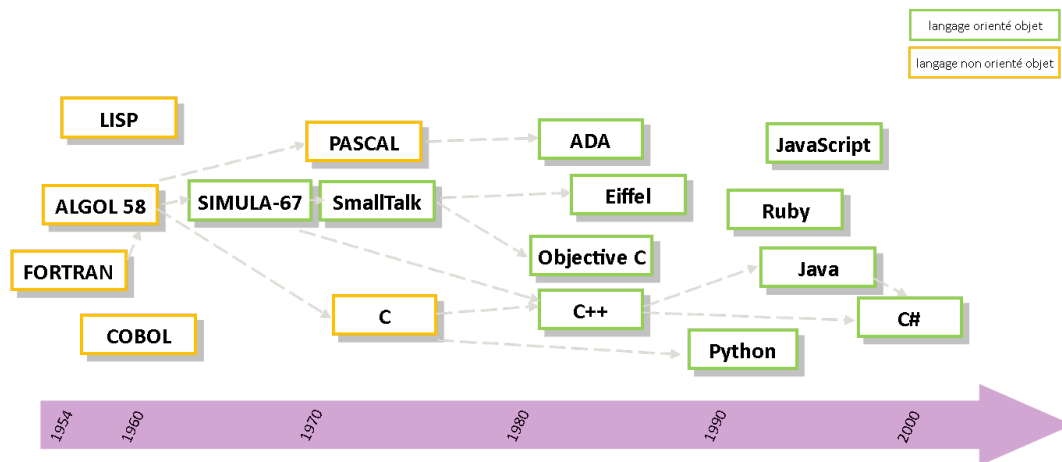 langage orienté objet
langage non orienté objet
LISP
PASCAL
ADA
JavaScript
ALGOL 58
SIMULA-67
SmallTalk
Eiffel
Ruby
FORTRAN
Objective C
Java
COBOL
C
C++
C#
Python
1954
1960
1970
1980
1990
2000